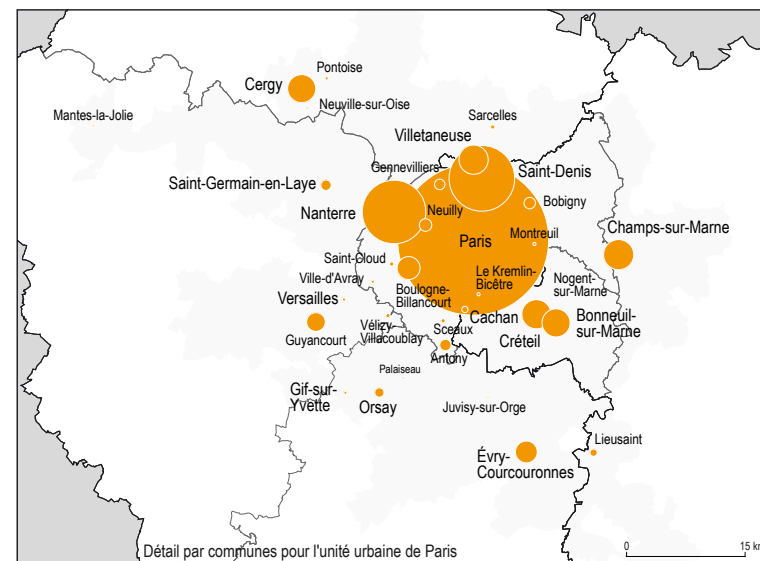 Pontoise
Cergy
Neuville-sur-Oise
Mantes-la-Jolie
Sarcelles
Villetaneuse
Gennevilliers
Saint-Denis
Saint-Germain-en-Laye
Bobigny
Nanterre
Neuilly
Montreuil
Champs-sur-Marne
Paris
Saint-Cloud
Le Kremlin-
Bicêtre
Ville-d'Avray
Nogent-
sur-Marne
Boulogne-
Billancourt
Versailles
Cachan
Bonneuil-
sur-Marne
Vélizy-
Villacoublay
Sceaux
Créteil
Guyancourt
Antony
Palaiseau
Gif-sur-
Yvette
Orsay
Juvisy-sur-Orge
Lieusaint
Évry-
Courcouronnes
Détail par communes pour l'unité urbaine de Paris
0 15 km